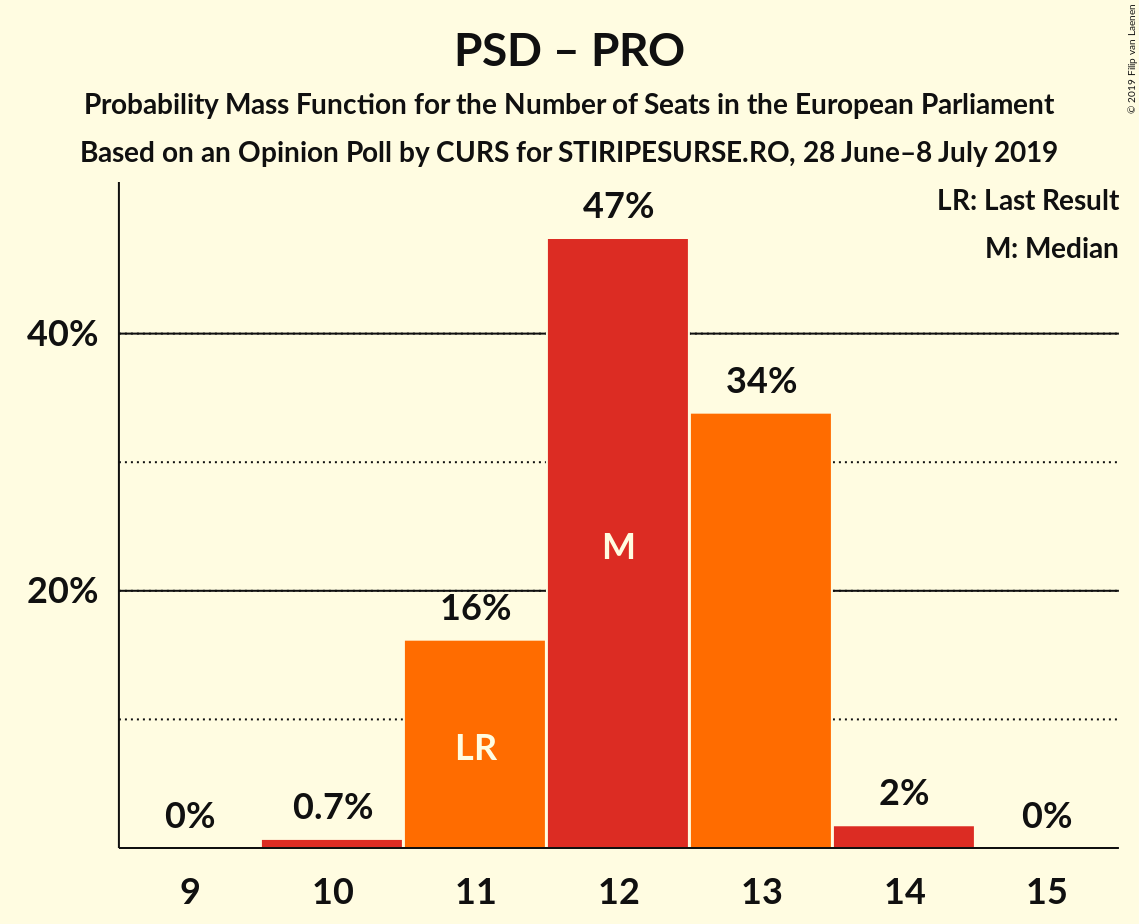 PSD – PRO
Probability Mass Function for the Number of Seats in the European Parliament
Based on an Opinion Poll by CURS for STIRIPESURSE.RO, 28 June–8 July 2019
© 2019 Filip van Laenen
LR: Last Result
M: Median
47%
40%
34%
M
20%
16%
LR
0%
0.7%
2%
0%
9 10 11 12 13 14 15